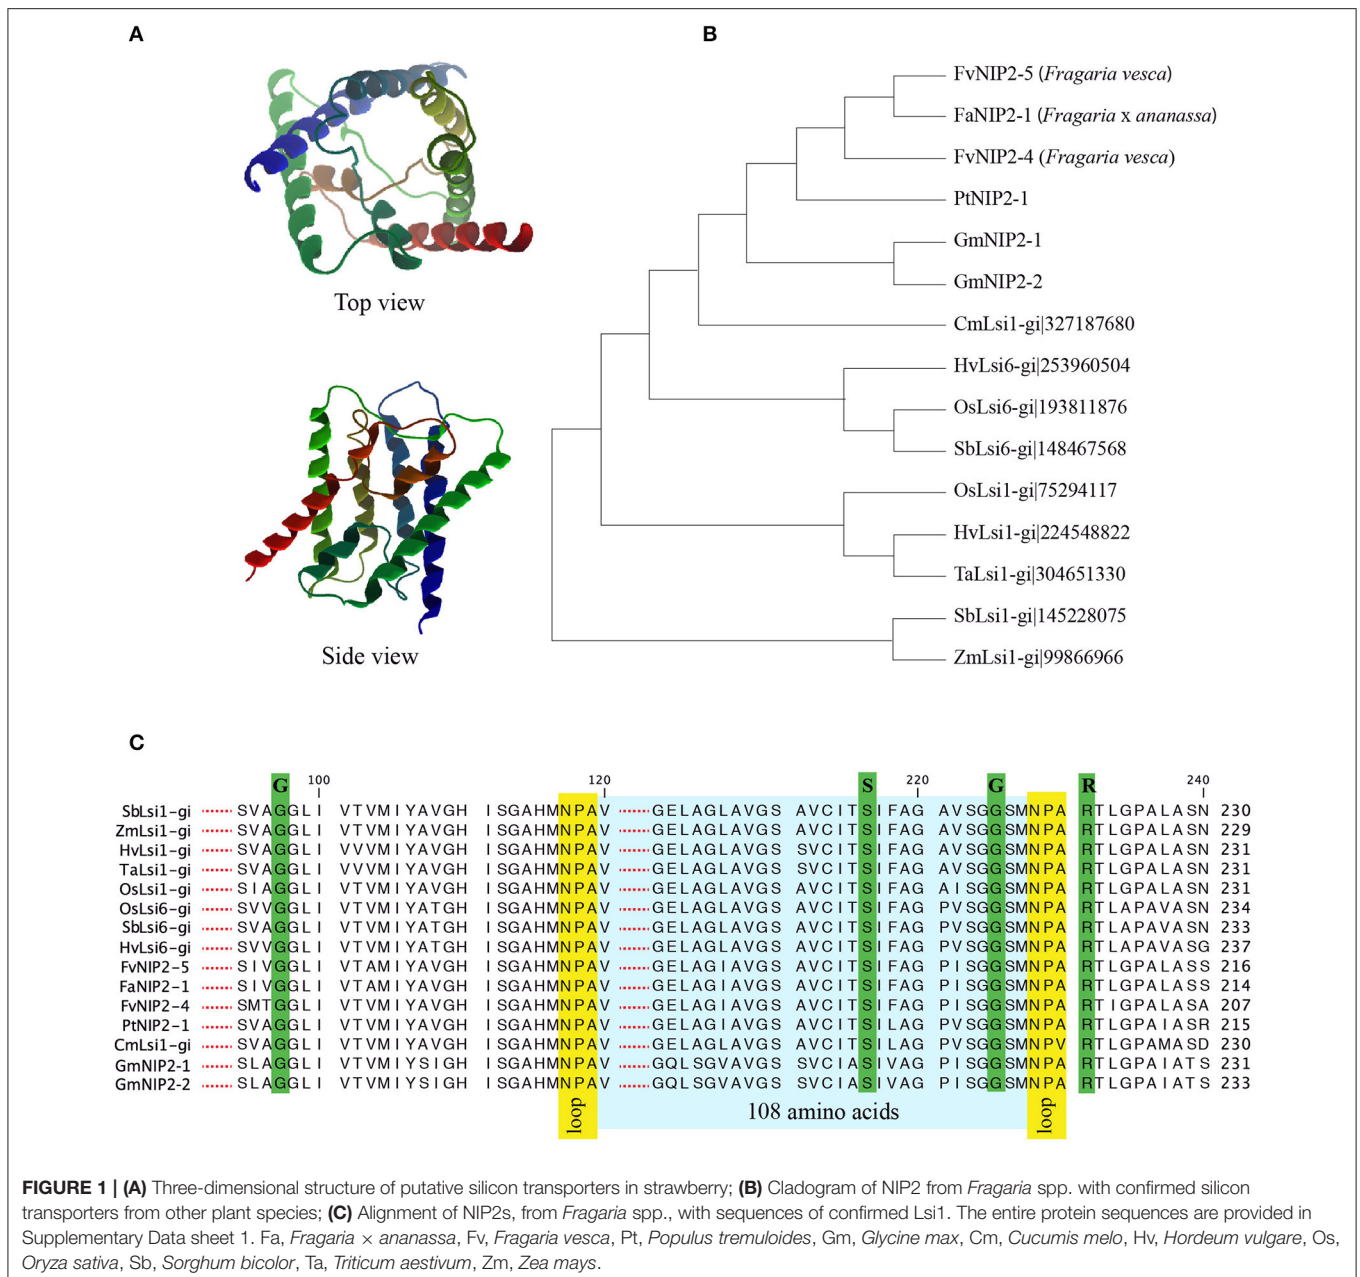 A
B
Top view
Side view
FvNIP2-5 (Fragaria vesca)
FaNIP2-1 (Fragaria x ananassa)
FvNIP2-4 (Fragaria vesca)
PtNIP2-1
GmNIP2-1
GmNIP2-2
CmLsi1-gi|327187680
HvLsi6-gi|253960504
OsLsi6-gi|193811876
SbLsi6-gi|148467568
OsLsi1-gi|75294117
HvLsi1-gi|224548822
TaLsi1-gi|304651330
SbLsi1-gi|145228075
ZmLsi1-gi|99866966
C
G 100 120 S 220 G R 240
SbLsi1-gi SVAGGLI VTVMIYAVGH ISGAHMNPAV GELAGLAVGS AVCITSIFAG AVSGGSMNPA RTLGPALASN 230
ZmLsi1-gi SVAGGLI VTVMIYAVGH ISGAHMNPAV GELAGLAVGS AVCITSIFAG AVSGGSMNPA RTLGPALASN 229
HvLsi1-gi SVAGGLI VVVMIYAVGH ISGAHMNPAV GELAGLAVGS SVCITSIFAG AVSGGSMNPA RTLGPALASN 231
TaLsi1-gi SVAGGLI VVVMIYAVGH ISGAHMNPAV GELAGLAVGS SVCITSIFAG AVSGGSMNPA RTLGPALASN 231
OsLsi1-gi SIAGGLI VTVMIYAVGH ISGAHMNPAV GELAGLAVGS AVCITSIFAG AISGGSMNPA RTLGPALASN 231
OsLsi6-gi SVVGGLI VTVMIYATGH ISGAHMNPAV GELAGLAVGS AVCITSIFAG PVSGGSMNPA RTLAPAVASN 234
SbLsi6-gi SVVGGLI VTVMIYATGH ISGAHMNPAV GELAGLAVGS AVCITSIFAG PVSGGSMNPA RTLAPAVASN 233
HvLsi6-gi SVVGGLI VTVMIYATGH ISGAHMNPAV GELAGLAVGS AVCITSIFAG PVSGGSMNPA RTLAPAVASG 237
FvNIP2-5 SIVGGLI VTAMIYAVGH ISGAHMNPAV GELAGIAVGS AVCITSIFAG PISGGSMNPA RTLGPALASS 216
FaNIP2-1 SIVGGLI VTAMIYAVGH ISGAHMNPAV GELAGIAVGS AVCITSIFAG PISGGSMNPA RTLGPALASS 214
FvNIP2-4 SMTGGLI VTVMIYAVGH ISGAHMNPAV GELAGIAVGS AVCITSIFAG PISGGSMNPA RTIGPALASA 207
PtNIP2-1 SVAGGLI VTVMIYAVGH ISGAHMNPAV GELAGIAVGS AVCITSILAG PVSGGSMNPA RTLGPAIASR 215
CmLsi1-gi SVAGGLI VTVMIYAVGH ISGAHMNPAV GELAGIAVGS AVCITSILAG PVSGGSMNPV RTLGPAMASD 230
GmNIP2-1 SLAGGLI VTVMIYSIGH ISGAHMNPAV GQLSGVAVGS AVCIASIVAG PISGGSMNPA RTLGPAIATS 231
GmNIP2-2 SLAGGLI VTVMIYSIGH ISGAHMNPAV GQLSGVAVGS SVCIASIVAG PISGGSMNPA RTLGPAIATS 233
loop 108 amino acids loop
FIGURE 1 | (A) Three-dimensional structure of putative silicon transporters in strawberry; (B) Cladogram of NIP2 from Fragaria spp. with confirmed silicon
transporters from other plant species; (C) Alignment of NIP2s, from Fragaria spp., with sequences of confirmed Lsi1. The entire protein sequences are provided in
Supplementary Data sheet 1. Fa, Fragaria × ananassa, Fv, Fragaria vesca, Pt, Populus tremuloides, Gm, Glycine max, Cm, Cucumis melo, Hv, Hordeum vulgare, Os,
Oryza sativa, Sb, Sorghum bicolor, Ta, Triticum aestivum, Zm, Zea mays.